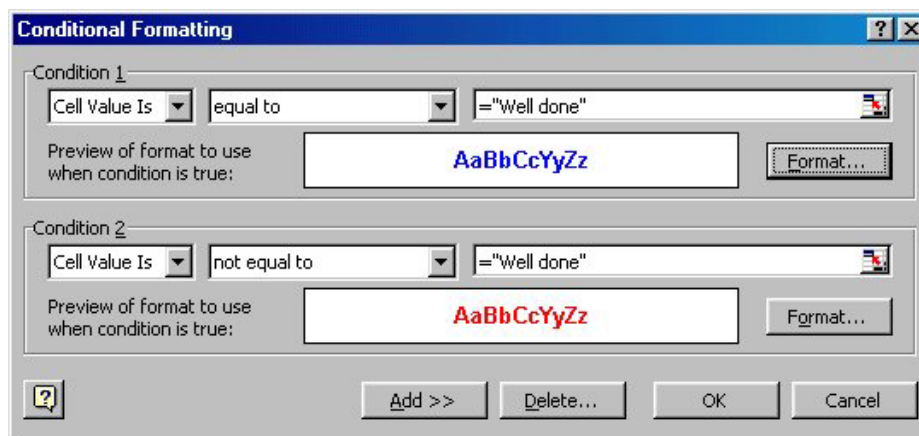 Conditional Formatting
Condition 1
Cell Value Is equal to ="Well done"
Preview of format to use
when condition is true:
AaBbCcYyZz
Format...
Condition 2
Cell Value Is not equal to ="Well done"
Preview of format to use
when condition is true:
AaBbCcYyZz
Format...
? Add >> Delete... OK Cancel